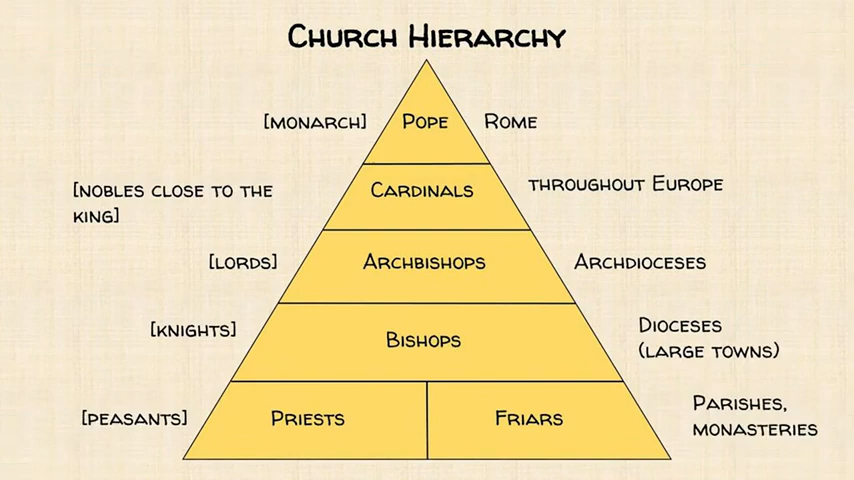 Church Hierarchy
[monarch] Pope Rome
[nobles close to the
king]
Cardinals
throughout Europe
[lords] Archbishops Archdioceses
[knights] Bishops
Dioceses
(large towns)
[peasants] Priests Friars
Parishes,
monasteries